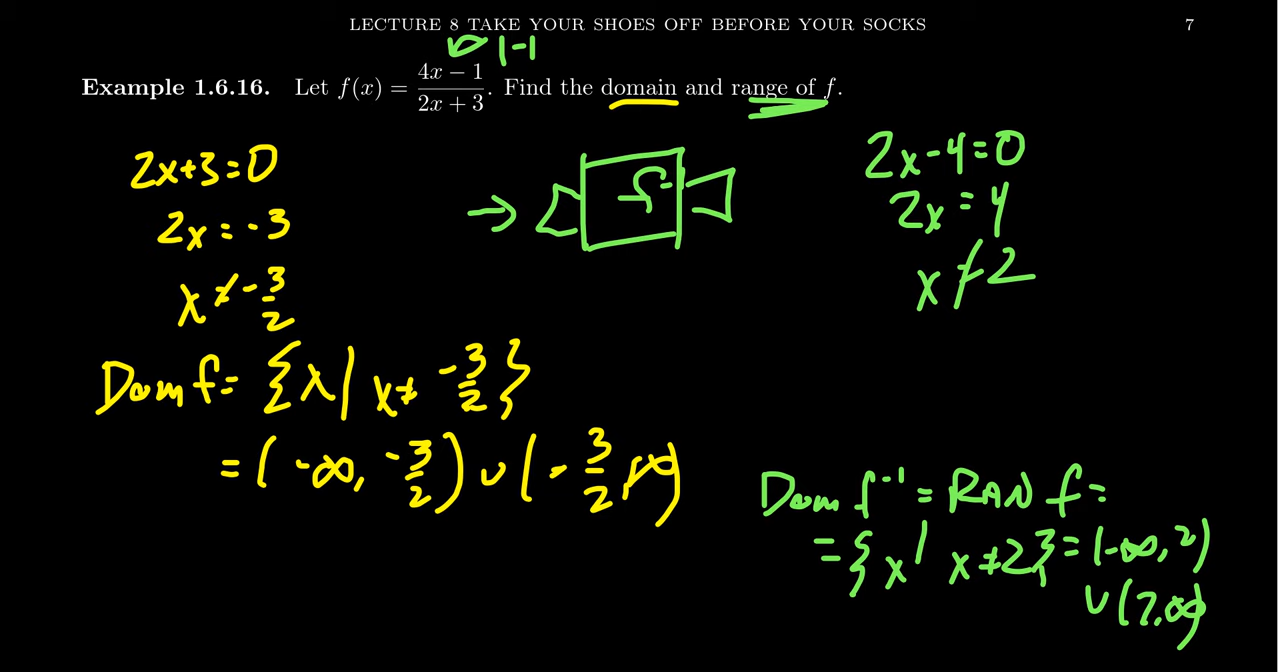 LECTURE 8 TAKE YOUR SHOES OFF BEFORE YOUR SOCKS 7
1-1
Example 1.6.16. Let f(x) = (4x − 1)/(2x + 3). Find the domain and range of f.
2x+3=0
2x = -3
x ≠ -3/2
Dom f = {x | x ≠ -3/2}
= (-∞, -3/2) ∪ (-3/2, ∞)
→ f
2x-4=0
2x = 4
x ≠ 2
Dom f⁻¹ = RAN f =
= {x | x ≠ 2} = (-∞, 2)
∪ (2, ∞)